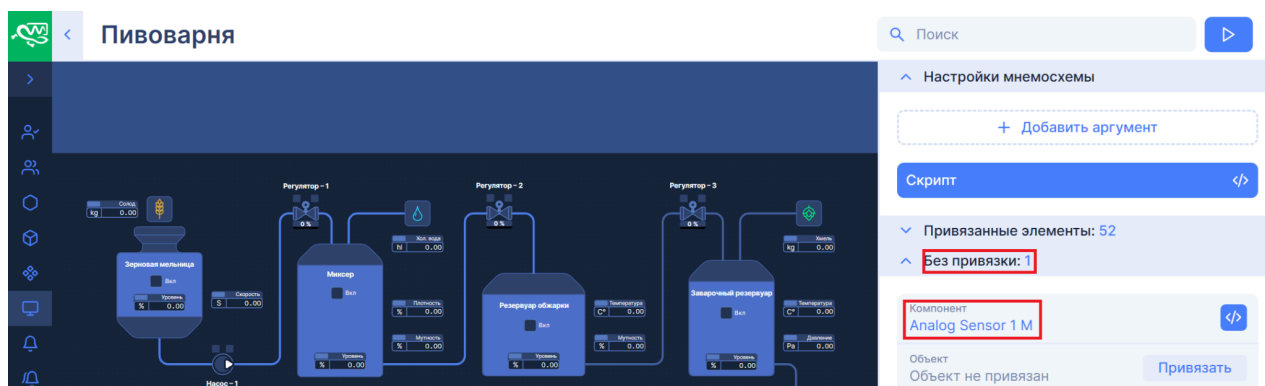 Пивоварня
Поиск
Настройки мнемосхемы
+ Добавить аргумент
Скрипт </>
Привязанные элементы: 52
Без привязки: 1
Компонент
Analog Sensor 1 M
</>
Объект
Объект не привязан
Привязать
Регулятор – 1
Регулятор – 2
Регулятор – 3
0 %
0 %
0 %
Солод
kg 0.00
Хол. вода
hl 0.00
Хмель
kg 0.00
Зерновая мельница
Вкл
Уровень
% 0.00
Скорость
S 0.00
Миксер
Вкл
Плотность
% 0.00
Мутность
% 0.00
Уровень
% 0.00
Резервуар обжарки
Вкл
Температура
C° 0.00
Мутность
% 0.00
Уровень
% 0.00
Заварочный резервуар
Вкл
Температура
C° 0.00
Давление
Pa 0.00
Уровень
% 0.00
Насос – 1